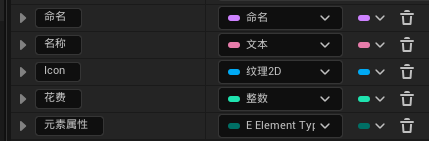 命名 命名
名称 文本
Icon 纹理2D
花费 整数
元素属性 E Element Typ